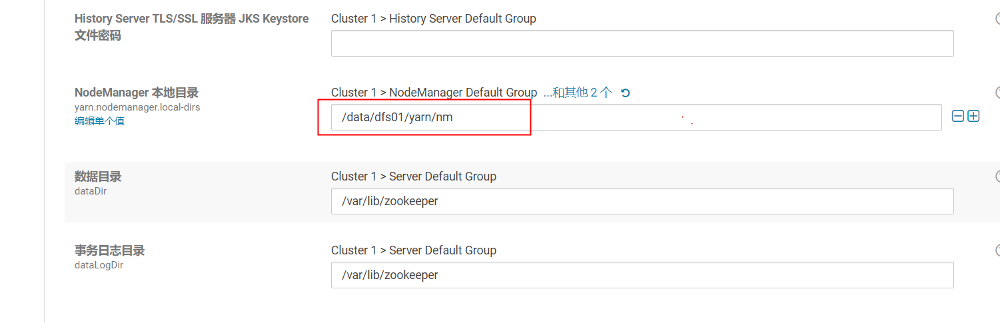 History Server TLS/SSL 服务器 JKS Keystore
文件密码
Cluster 1 > History Server Default Group
NodeManager 本地目录
yarn.nodemanager.local-dirs
编辑单个值
Cluster 1 > NodeManager Default Group ...和其他 2 个
/data/dfs01/yarn/nm
数据目录
dataDir
Cluster 1 > Server Default Group
/var/lib/zookeeper
事务日志目录
dataLogDir
Cluster 1 > Server Default Group
/var/lib/zookeeper